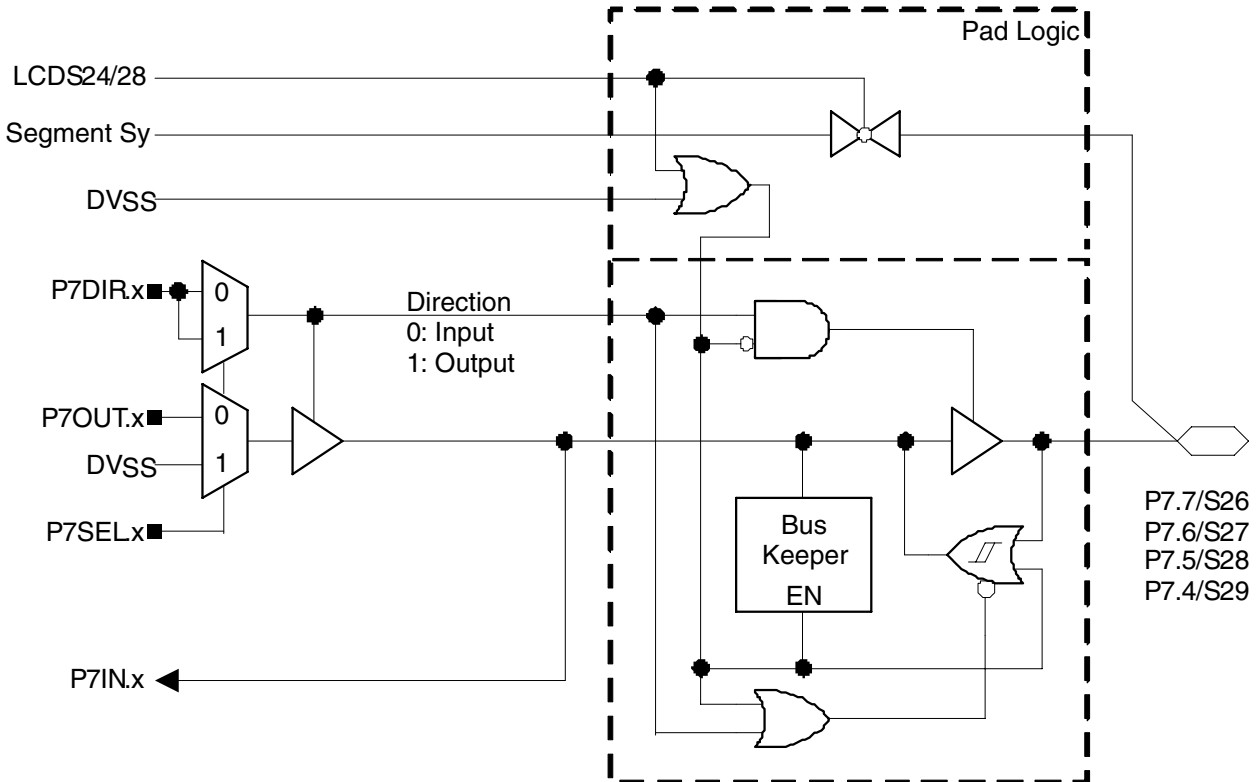 Pad Logic
LCDS24/28
Segment Sy
DVSS
P7DIR.x
0
1
Direction
0: Input
1: Output
P7OUT.x
0
DVSS
1
P7SEL.x
Bus
Keeper
EN
P7.7/S26
P7.6/S27
P7.5/S28
P7.4/S29
P7IN.x